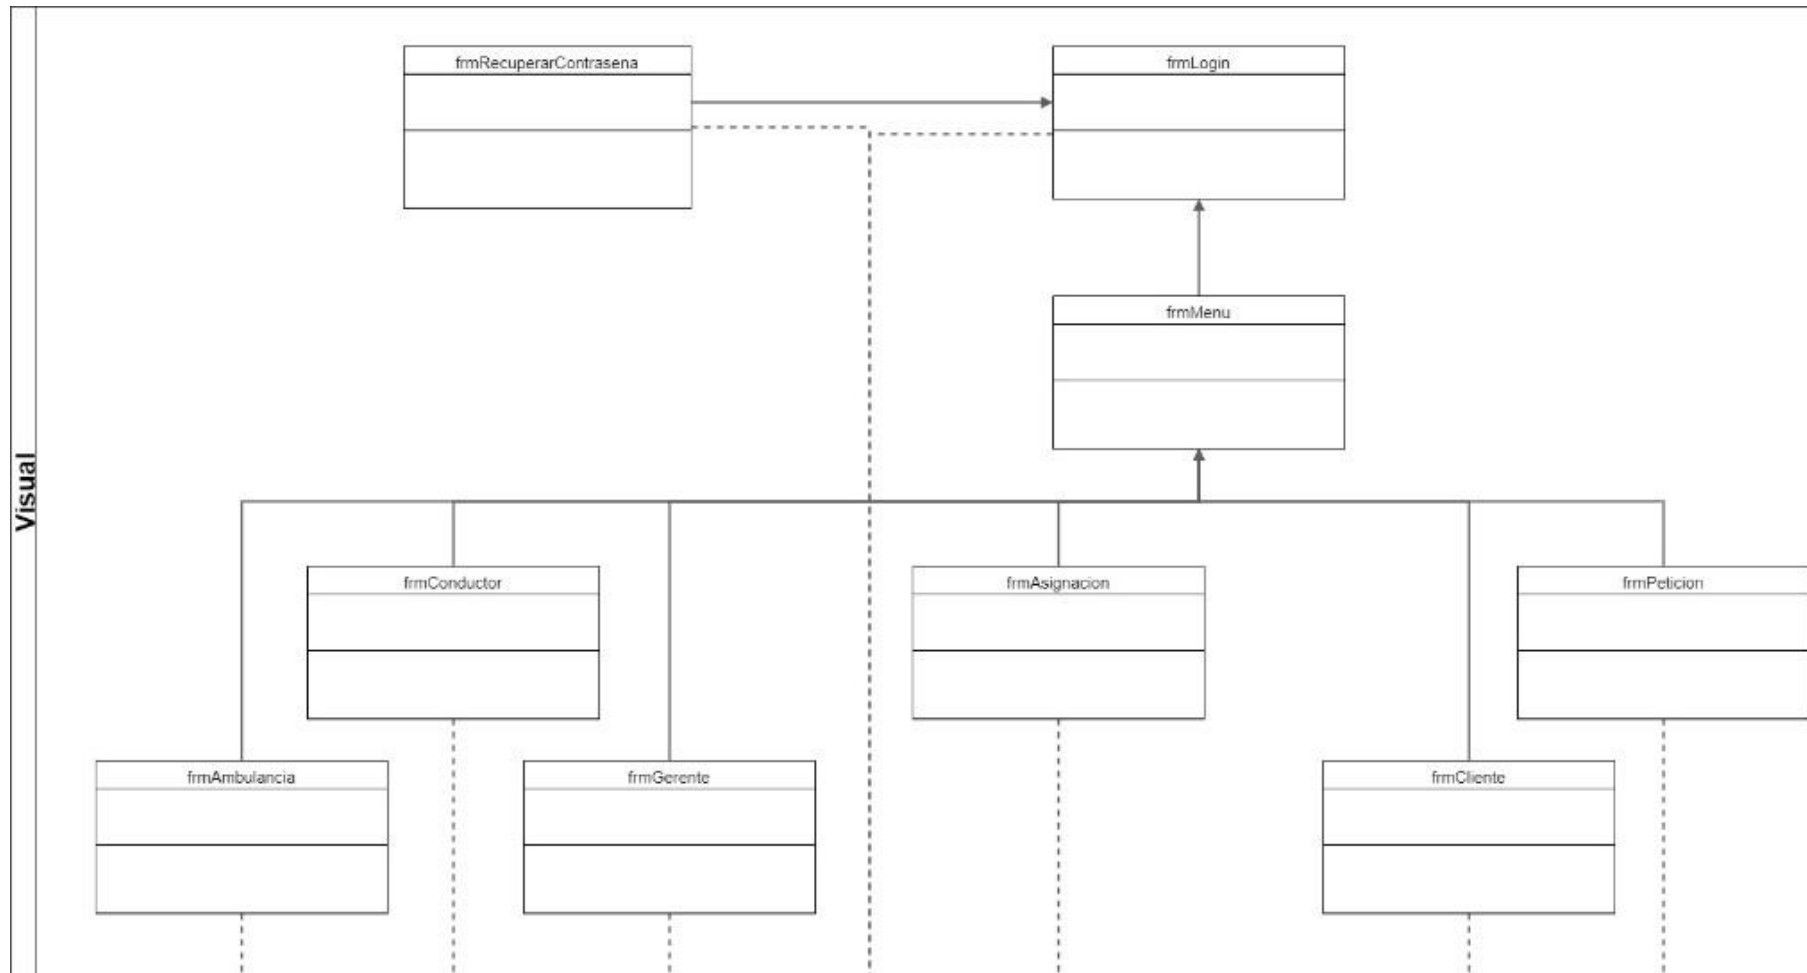 Visual
frmRecuperarContrasena
frmLogin
frmMenu
frmConductor
frmAsignacion
frmPeticion
frmAmbulancia
frmGerente
frmCliente